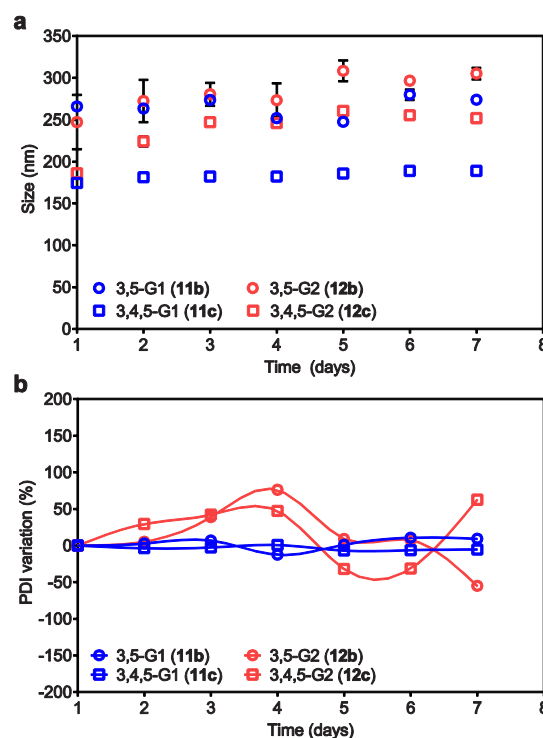 a
350
300
250
200
150
100
50
0
Size (nm)
3,5-G1 (11b)
3,5-G2 (12b)
3,4,5-G1 (11c)
3,4,5-G2 (12c)
1 2 3 4 5 6 7 8
Time (days)
b
200
150
100
50
0
-50
-100
-150
-200
PDI variation (%)
3,5-G1 (11b)
3,5-G2 (12b)
3,4,5-G1 (11c)
3,4,5-G2 (12c)
1 2 3 4 5 6 7 8
Time (days)